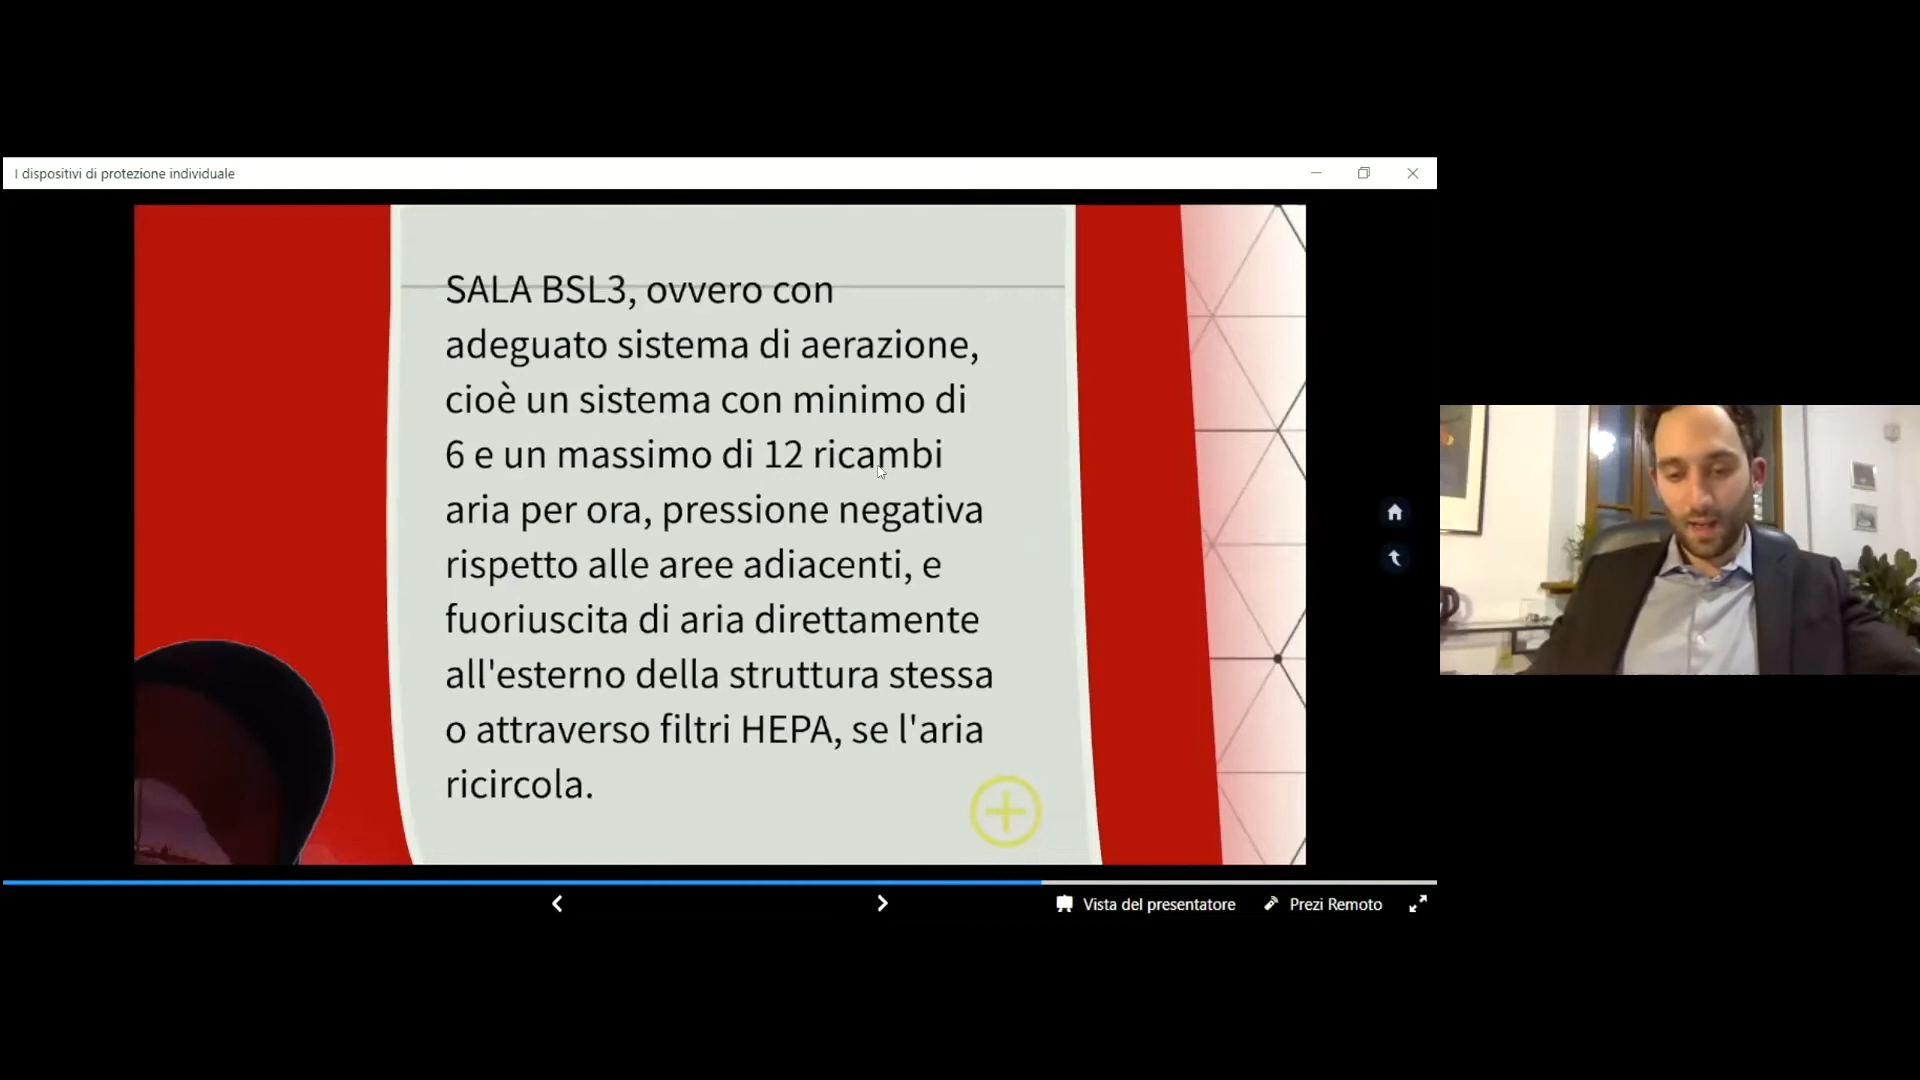 I dispositivi di protezione individuale
SALA BSL3, ovvero con
adeguato sistema di aerazione,
cioè un sistema con minimo di
6 e un massimo di 12 ricambi
aria per ora, pressione negativa
rispetto alle aree adiacenti, e
fuoriuscita di aria direttamente
all'esterno della struttura stessa
o attraverso filtri HEPA, se l'aria
ricircola.
Vista del presentatore
Prezi Remoto